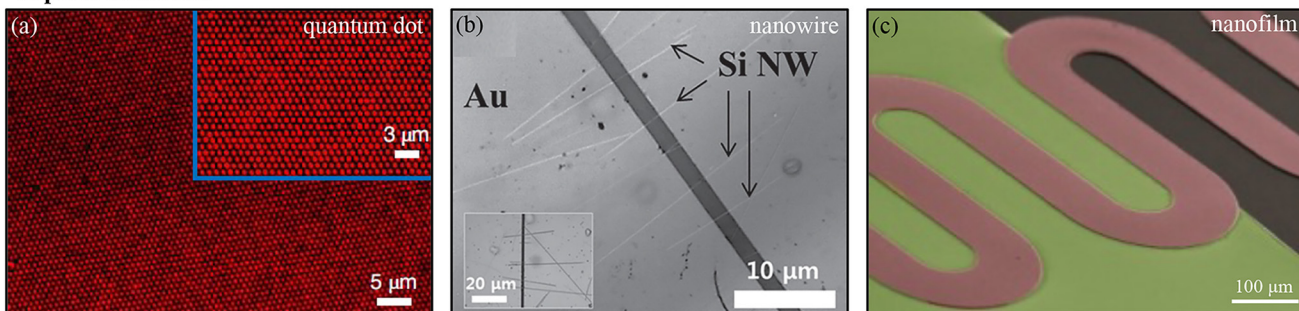 (a)
quantum dot
3 μm
5 μm
(b)
nanowire
Si NW
Au
20 μm
10 μm
(c)
nanofilm
100 μm